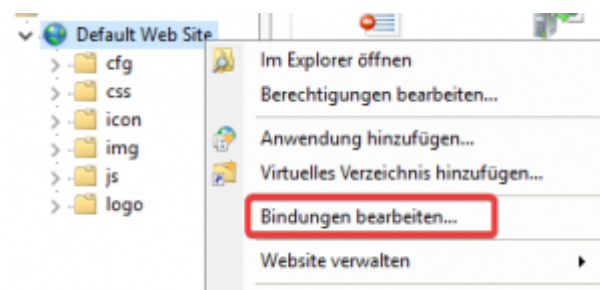 Default Web Site
cfg
css
icon
img
js
logo
Im Explorer öffnen
Berechtigungen bearbeiten...
Anwendung hinzufügen...
Virtuelles Verzeichnis hinzufügen...
Bindungen bearbeiten...
Website verwalten